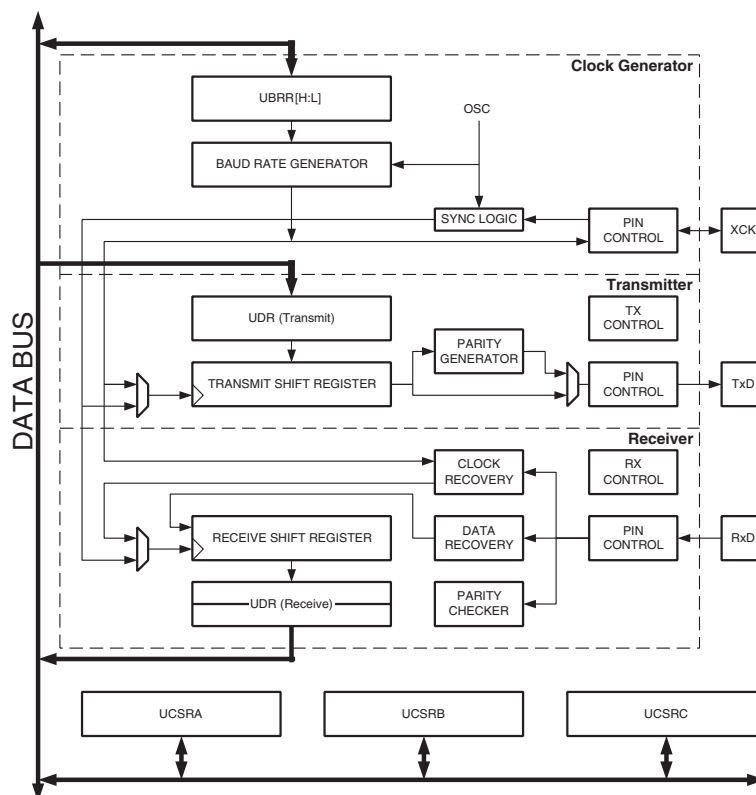 DATA BUS
Clock Generator
UBRR[H:L]
OSC
BAUD RATE GENERATOR
SYNC LOGIC
PIN
CONTROL
XCK
Transmitter
UDR (Transmit)
TX
CONTROL
PARITY
GENERATOR
TRANSMIT SHIFT REGISTER
PIN
CONTROL
TxD
Receiver
CLOCK
RECOVERY
RX
CONTROL
RECEIVE SHIFT REGISTER
DATA
RECOVERY
PIN
CONTROL
RxD
UDR (Receive)
PARITY
CHECKER
UCSRA
UCSRB
UCSRC